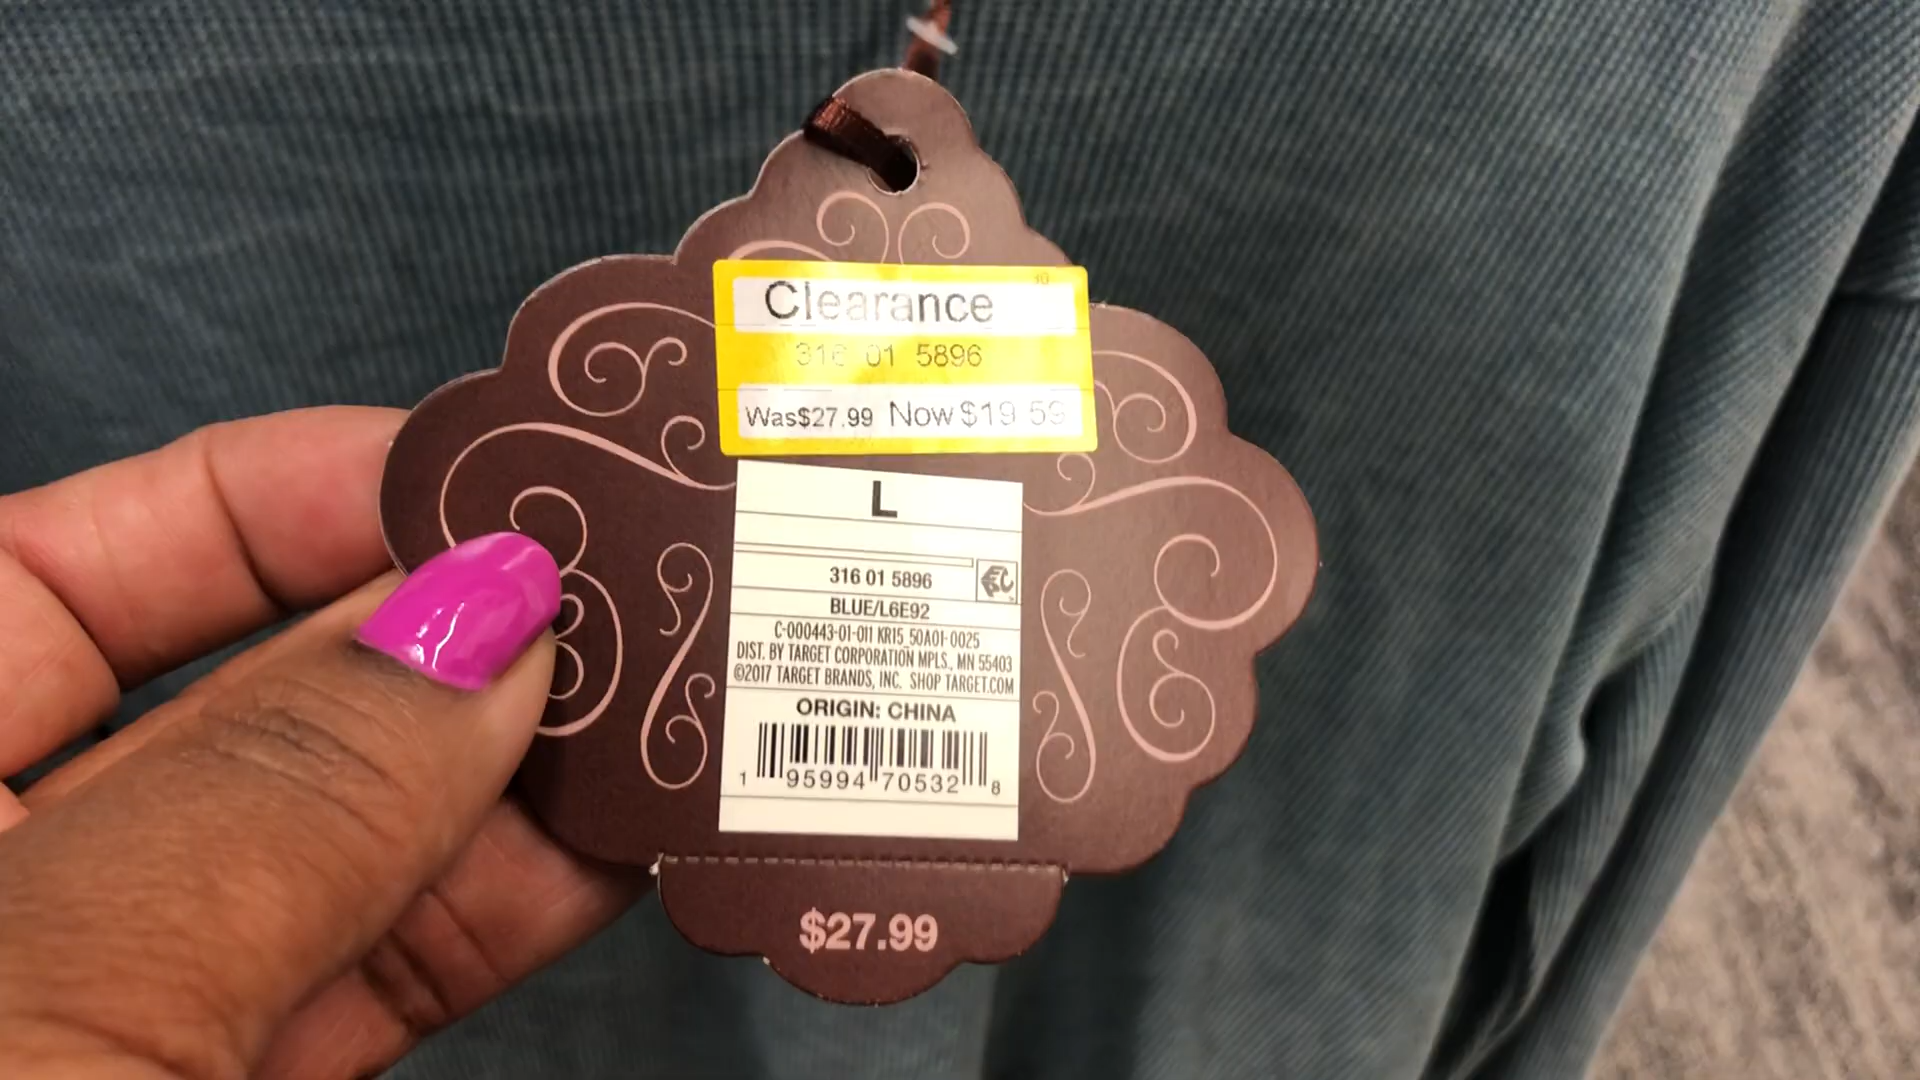 10
Clearance
316 01 5896
Was$27.99 Now $19 59
L
316 01 5896
BLUE/L6E92
C-000443-01-011 KR15_50A01-0025
DIST. BY TARGET CORPORATION MPLS., MN 55403
©2017 TARGET BRANDS, INC. SHOP TARGET.COM
ORIGIN: CHINA
1 95994 70532 8
$27.99